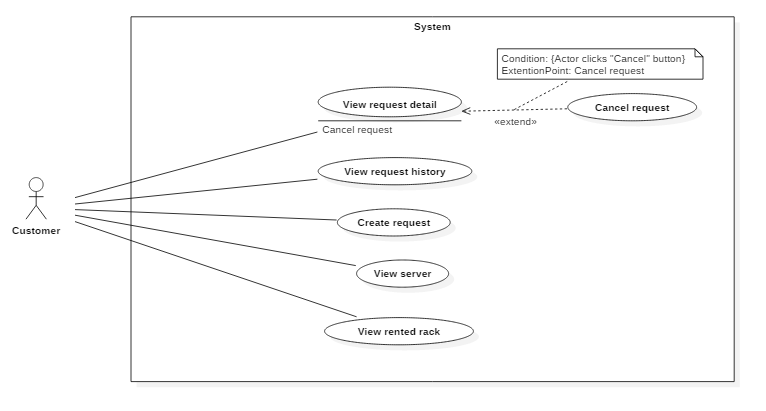 System
Condition: {Actor clicks "Cancel" button}
ExtentionPoint: Cancel request
View request detail
Cancel request
«extend»
Cancel request
View request history
Create request
Customer
View server
View rented rack